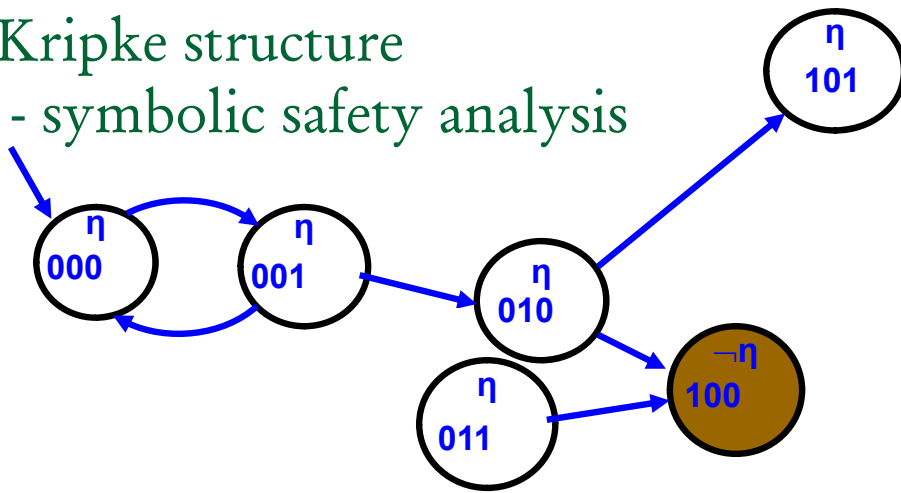 Kripke structure
- symbolic safety analysis
η
101
η
000
η
001
η
010
¬η
100
η
011